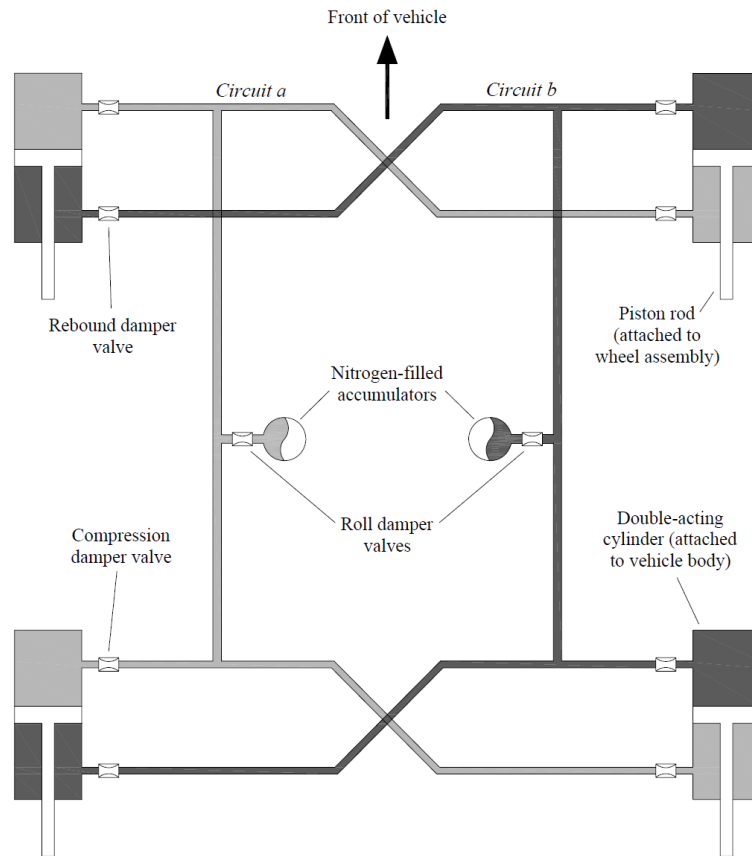 Front of vehicle
Circuit a
Circuit b
Rebound damper
valve
Piston rod
(attached to
wheel assembly)
Nitrogen-filled
accumulators
Roll damper
valves
Compression
damper valve
Double-acting
cylinder (attached
to vehicle body)